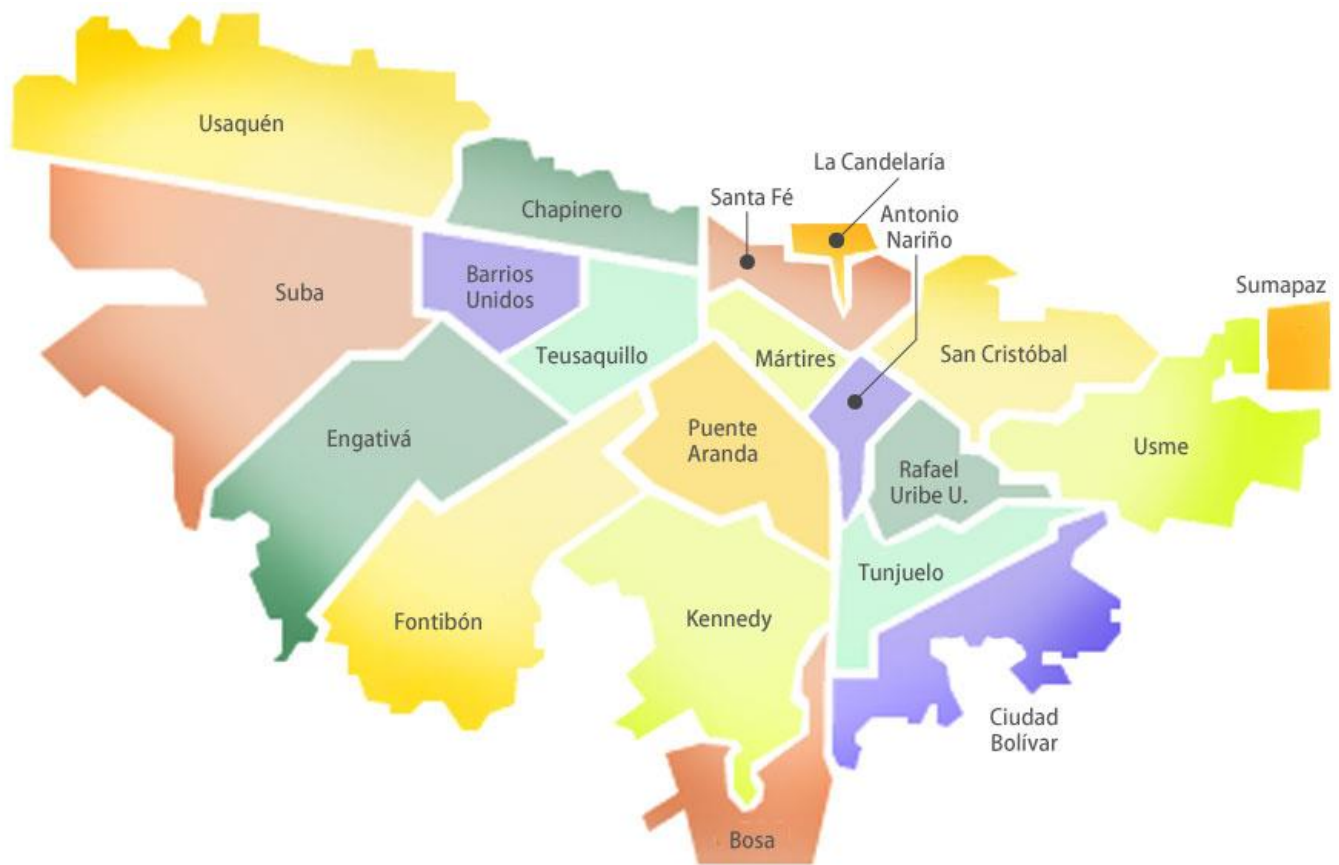 Usaquén
La Candelaría
Santa Fé
Chapinero
Antonio
Nariño
Barrios
Unidos
Suba
Sumapaz
Teusaquillo
Mártires
San Cristóbal
Engativá
Puente
Aranda
Usme
Rafael
Uribe U.
Tunjuelo
Fontibón
Kennedy
Ciudad
Bolívar
Bosa